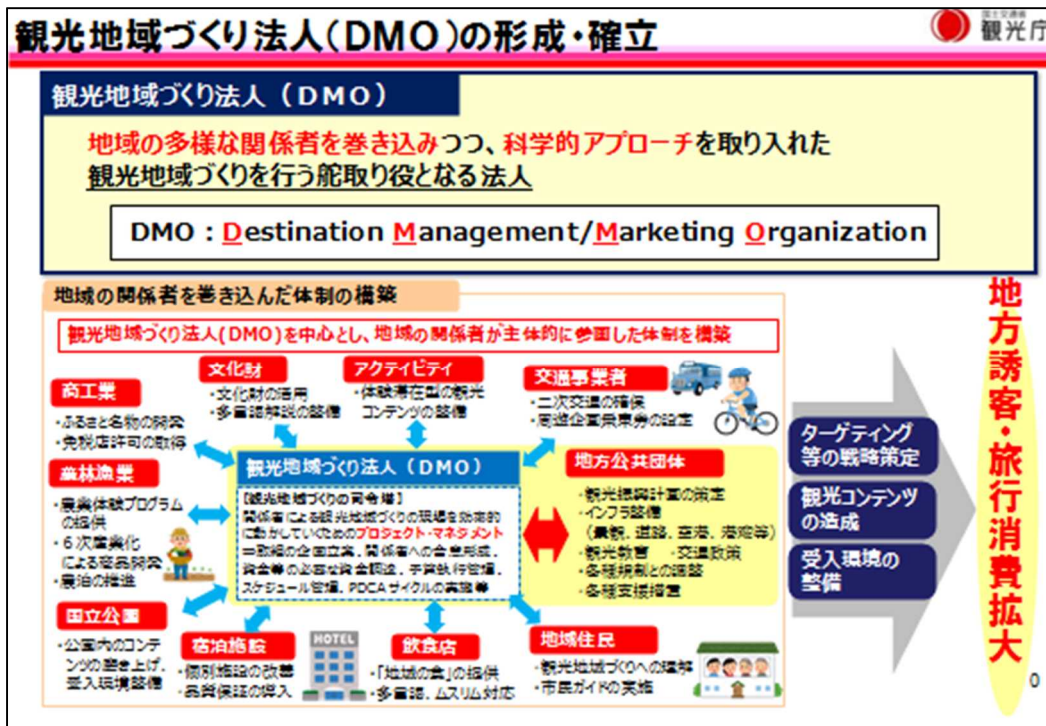 観光地域づくり法人(DMO)の形成・確立
国土交通省
観光庁
観光地域づくり法人（DMO）
地域の多様な関係者を巻き込みつつ、科学的アプローチを取り入れた
観光地域づくりを行う舵取り役となる法人
DMO : Destination Management/Marketing Organization
地域の関係者を巻き込んだ体制の構築
観光地域づくり法人(DMO)を中心とし、地域の関係者が主体的に参画した体制を構築
商工業
・ふるさと名物の開発
・免税店許可の取得
文化財
・文化財の活用
・多言語解説の整備
アクティビティ
・体験滞在型の観光
コンテンツの整備
交通事業者
・二次交通の確保
・周遊企画乗車券の設定
農林漁業
・農業体験プログラム
の提供
・６次産業化
による商品開発
・農泊の推進
観光地域づくり法人（DMO）
【観光地域づくりの司令塔】
関係者による観光地域づくりの現場を効率的
に動かしていくためのプロジェクト・マネジメント
⇒取組の企画立案、関係者への合意形成、
資金等の必要な資金調達、予算執行管理、
スケジュール管理、PDCAサイクルの実施等
地方公共団体
・観光振興計画の策定
・インフラ整備
（景観、道路、空港、港湾等）
・観光教育　・交通政策
・各種規制との調整
・各種支援措置
国立公園
・公園内のコンテ
ンツの磨き上げ、
受入環境整備
宿泊施設
・個別施設の改善
・品質保証の導入
HOTEL
飲食店
・「地域の食」の提供
・多言語、ムスリム対応
地域住民
・観光地域づくりへの理解
・市民ガイドの実施
ターゲティング
等の戦略策定
観光コンテンツ
の造成
受入環境の
整備
地方誘客・旅行消費拡大
0